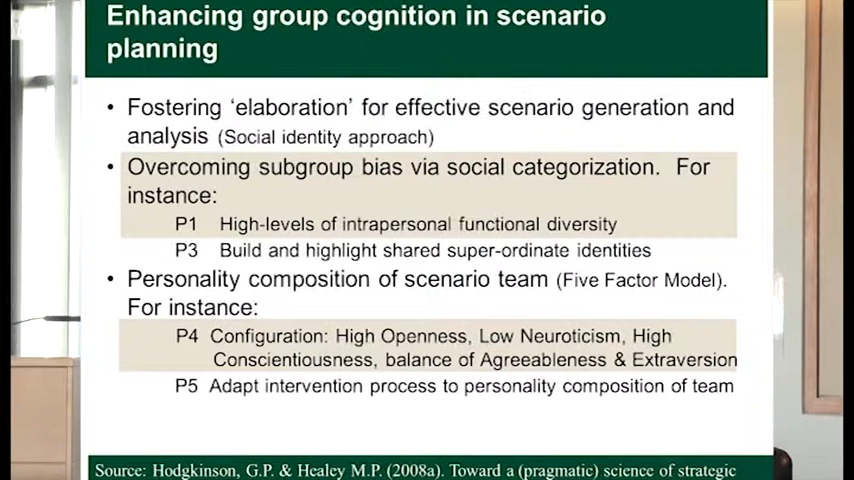 Enhancing group cognition in scenario
planning
• Fostering ‘elaboration’ for effective scenario generation and
analysis (Social identity approach)
• Overcoming subgroup bias via social categorization. For
instance:
P1 High-levels of intrapersonal functional diversity
P3 Build and highlight shared super-ordinate identities
• Personality composition of scenario team (Five Factor Model).
For instance:
P4 Configuration: High Openness, Low Neuroticism, High
Conscientiousness, balance of Agreeableness & Extraversion
P5 Adapt intervention process to personality composition of team
Source: Hodgkinson, G.P. & Healey M.P. (2008a). Toward a (pragmatic) science of strategic